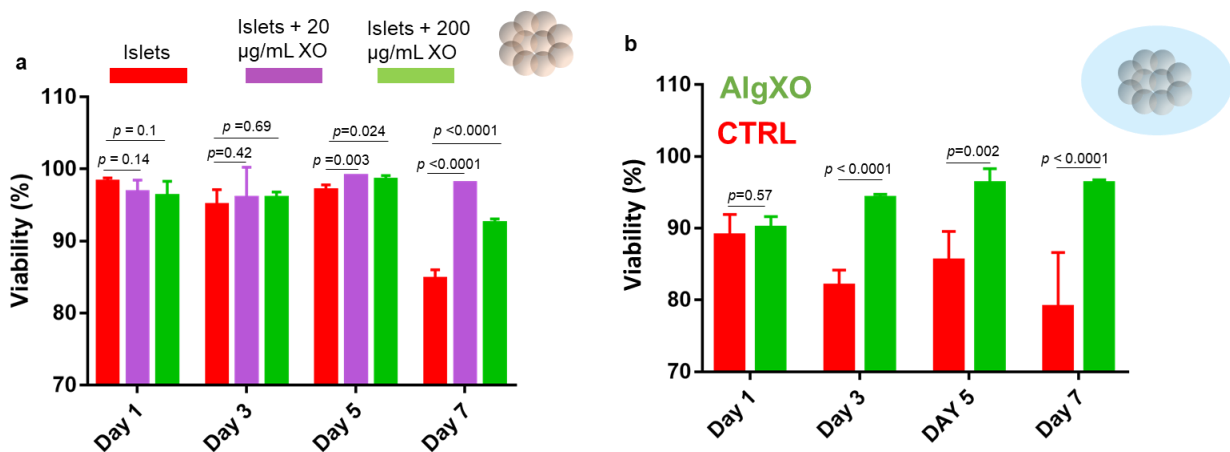 a
Islets
Islets + 20
µg/mL XO
Islets + 200
µg/mL XO
Viability (%)
110
100
90
80
70
p = 0.1
p = 0.14
p =0.69
p=0.42
p=0.024
p =0.003
p <0.0001
p <0.0001
Day 1
Day 3
Day 5
Day 7
b
AlgXO
CTRL
Viability (%)
110
100
90
80
70
p=0.57
p < 0.0001
p=0.002
p < 0.0001
Day 1
Day 3
DAY 5
Day 7